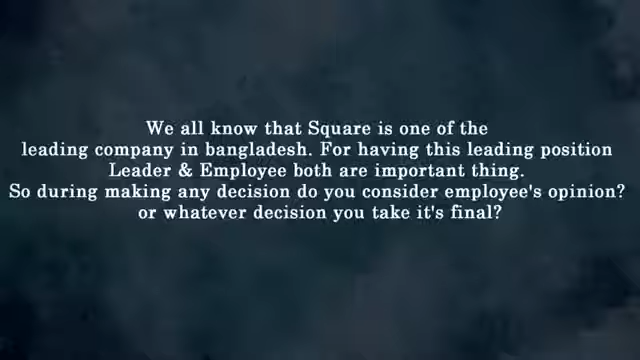 We all know that Square is one of the
leading company in bangladesh. For having this leading position
Leader & Employee both are important thing.
So during making any decision do you consider employee's opinion?
or whatever decision you take it's final?